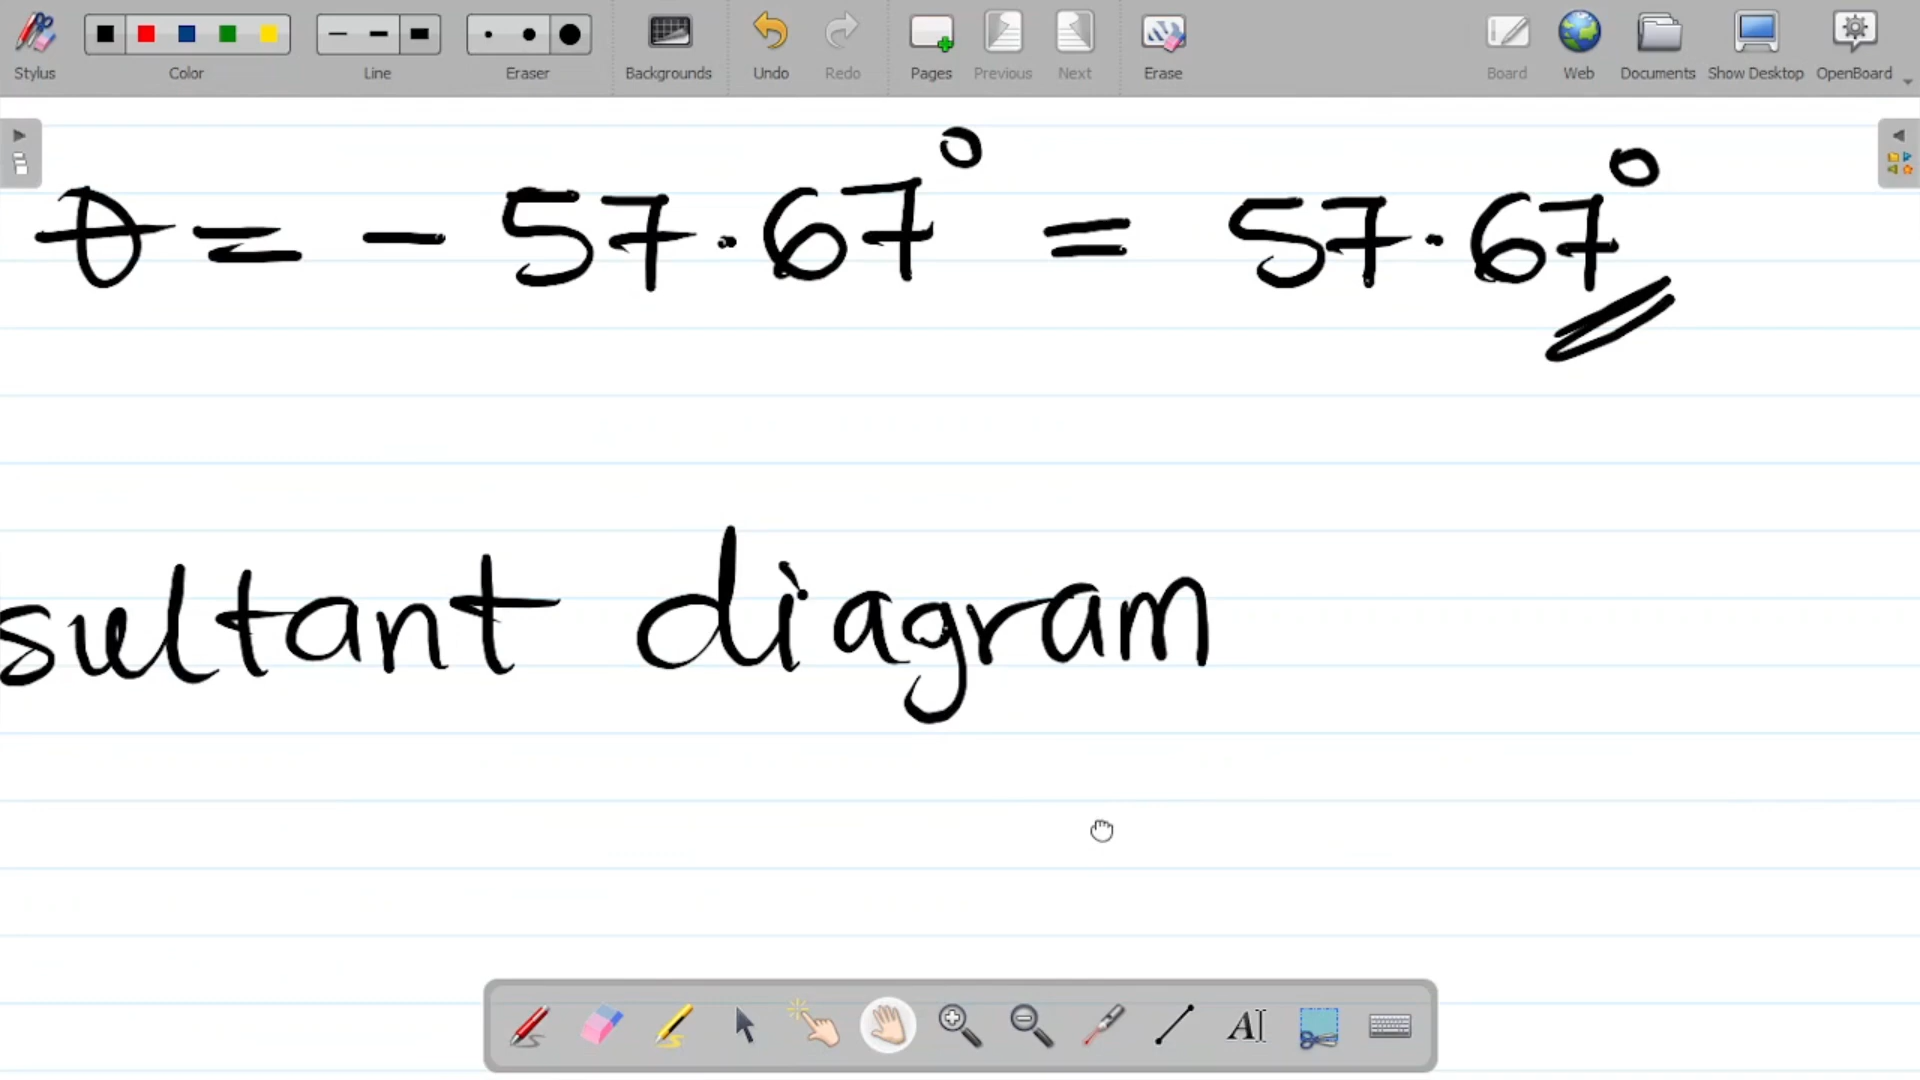 Stylus Color Line Eraser Backgrounds Undo Redo Pages Previous Next Erase Board Web Documents Show Desktop OpenBoard
θ = - 57.67° = 57.67°
sultant diagram